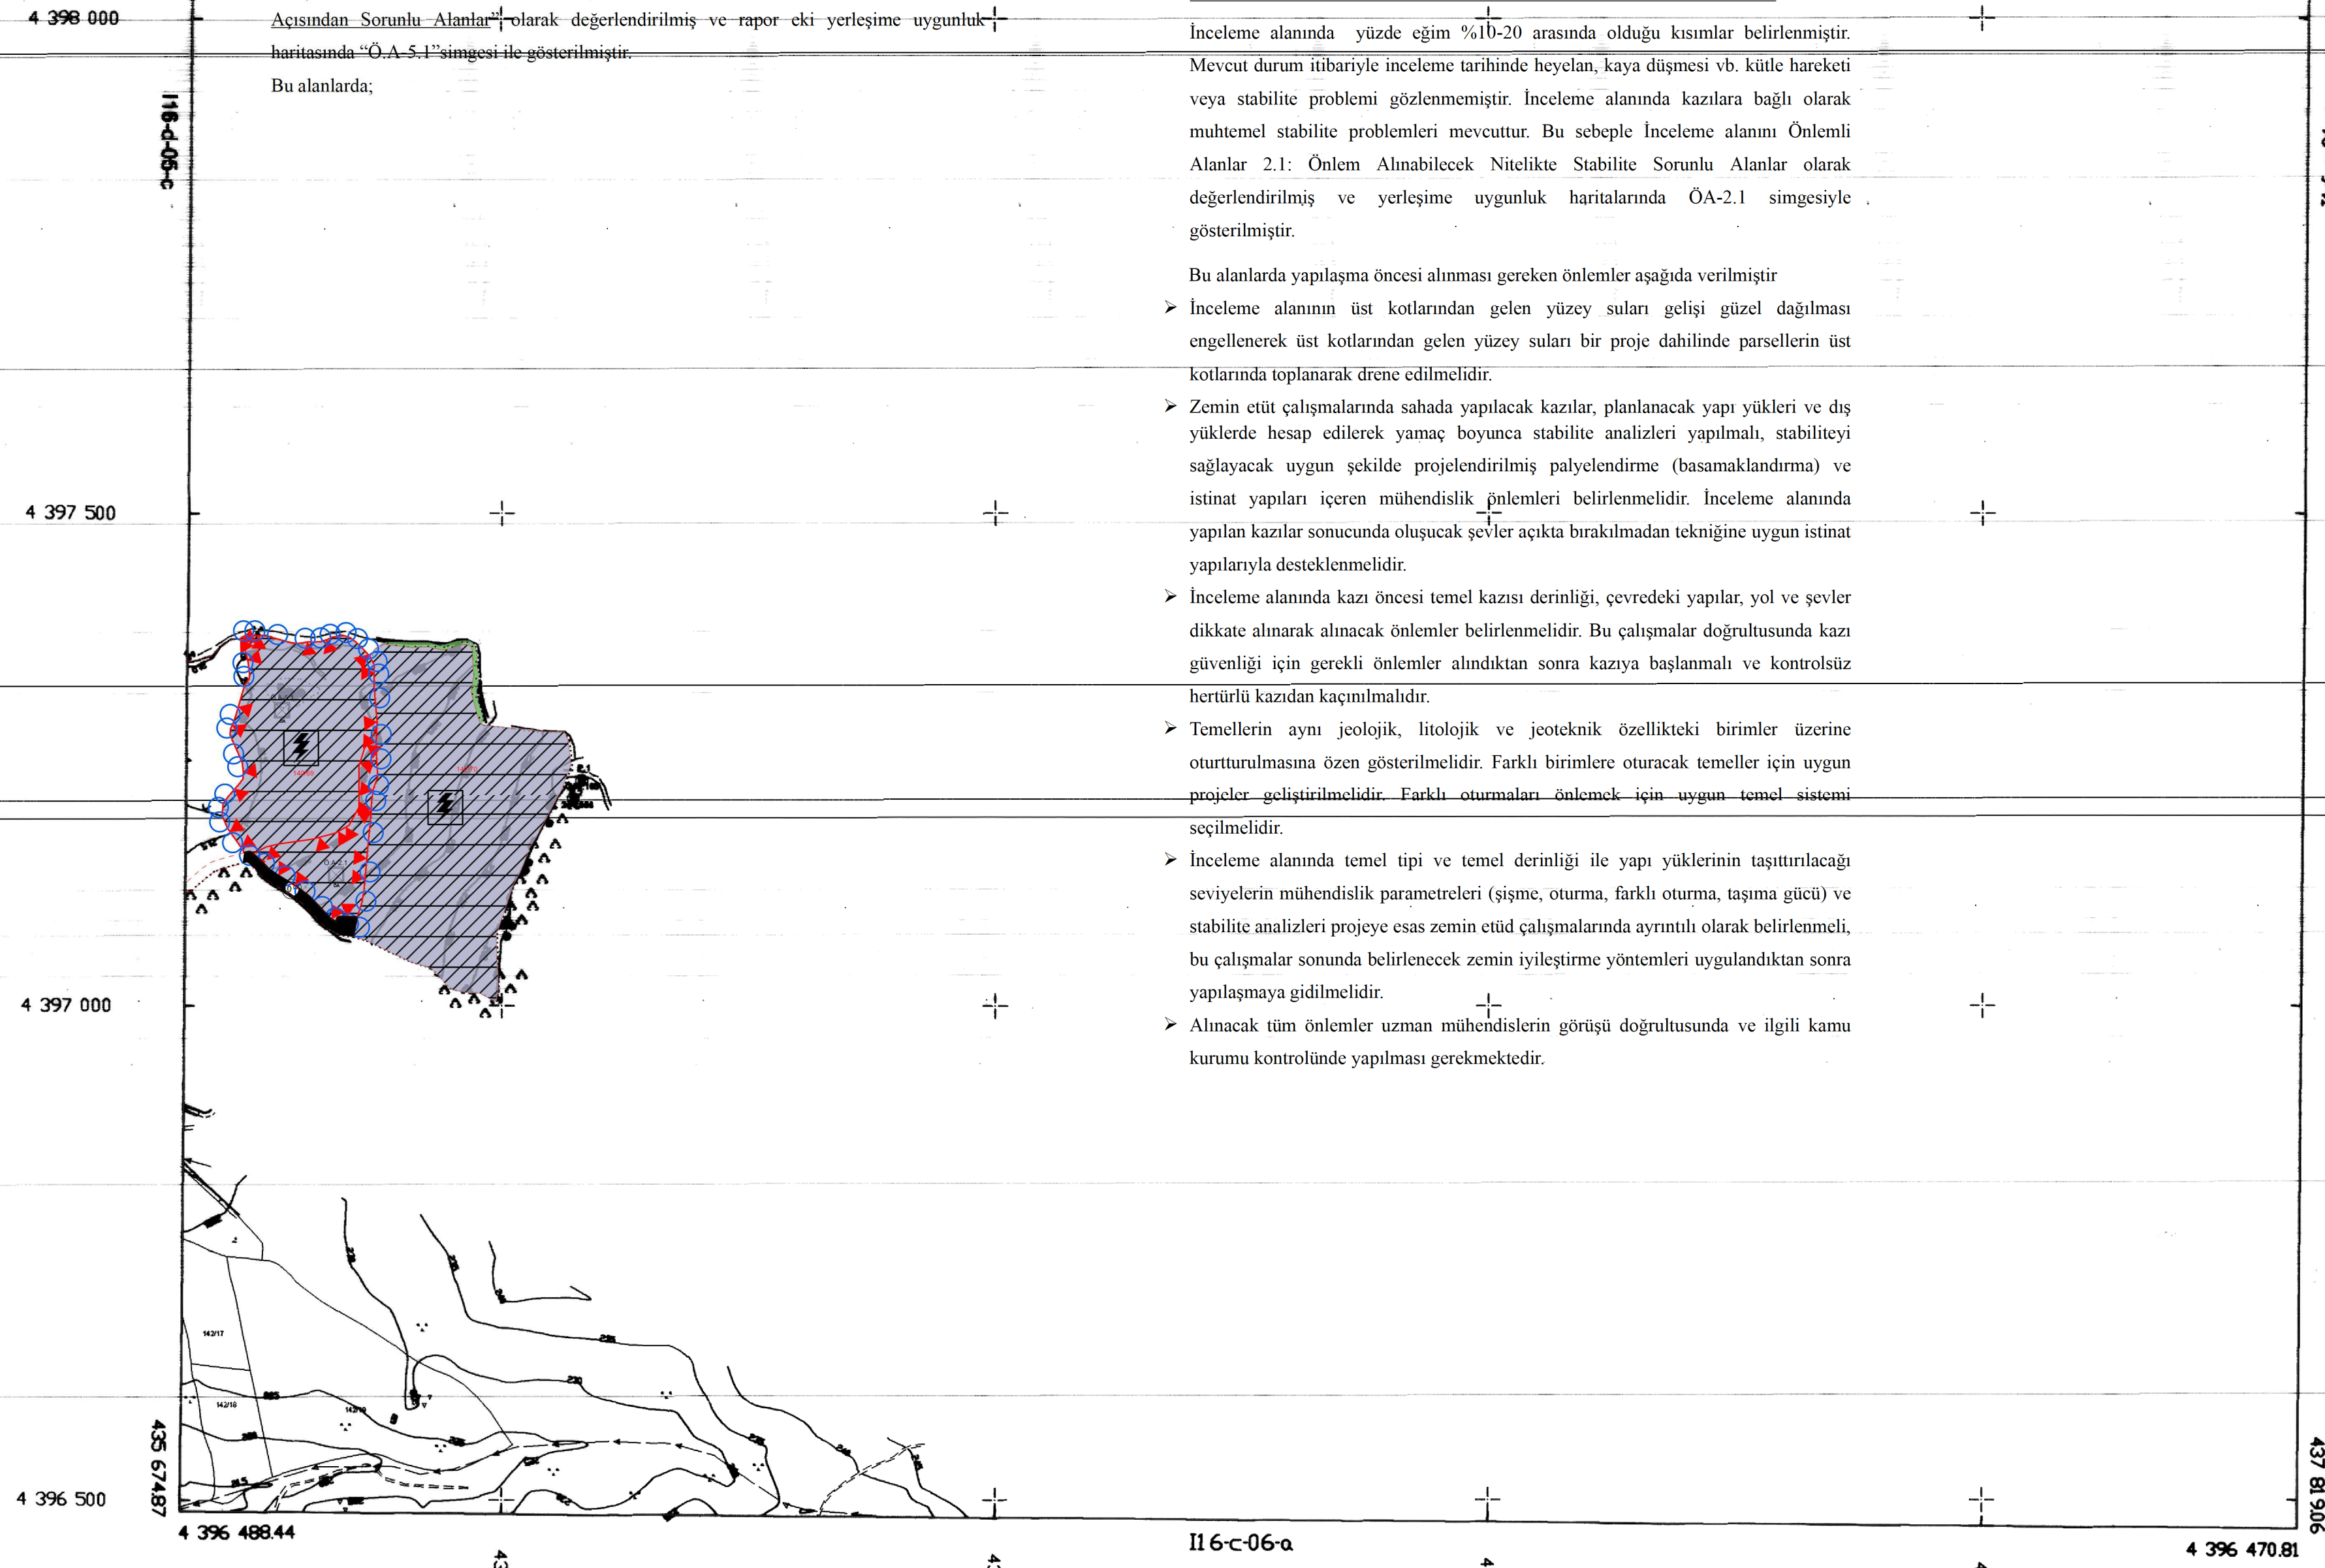 4 398 000
Açısından Sorunlu Alanlar” olarak değerlendirilmiş ve rapor eki yerleşime uygunluk
haritasında “Ö.A-5.1”simgesi ile gösterilmiştir.
Bu alanlarda;
I16-d-05-c
İnceleme alanında yüzde eğim %10-20 arasında olduğu kısımlar belirlenmiştir.
Mevcut durum itibariyle inceleme tarihinde heyelan, kaya düşmesi vb. kütle hareketi
veya stabilite problemi gözlenmemiştir. İnceleme alanında kazılara bağlı olarak
muhtemel stabilite problemleri mevcuttur. Bu sebeple İnceleme alanını Önlemli
Alanlar 2.1: Önlem Alınabilecek Nitelikte Stabilite Sorunlu Alanlar olarak
değerlendirilmiş ve yerleşime uygunluk haritalarında ÖA-2.1 simgesiyle
gösterilmiştir.
Bu alanlarda yapılaşma öncesi alınması gereken önlemler aşağıda verilmiştir
➢ İnceleme alanının üst kotlarından gelen yüzey suları gelişi güzel dağılması
engellenerek üst kotlarından gelen yüzey suları bir proje dahilinde parsellerin üst
kotlarında toplanarak drene edilmelidir.
➢ Zemin etüt çalışmalarında sahada yapılacak kazılar, planlanacak yapı yükleri ve dış
yüklerde hesap edilerek yamaç boyunca stabilite analizleri yapılmalı, stabiliteyi
sağlayacak uygun şekilde projelendirilmiş palyelendirme (basamaklandırma) ve
istinat yapıları içeren mühendislik önlemleri belirlenmelidir. İnceleme alanında
yapılan kazılar sonucunda oluşucak şevler açıkta bırakılmadan tekniğine uygun istinat
yapılarıyla desteklenmelidir.
➢ İnceleme alanında kazı öncesi temel kazısı derinliği, çevredeki yapılar, yol ve şevler
dikkate alınarak alınacak önlemler belirlenmelidir. Bu çalışmalar doğrultusunda kazı
güvenliği için gerekli önlemler alındıktan sonra kazıya başlanmalı ve kontrolsüz
hertürlü kazıdan kaçınılmalıdır.
➢ Temellerin aynı jeolojik, litolojik ve jeoteknik özellikteki birimler üzerine
oturtturulmasına özen gösterilmelidir. Farklı birimlere oturacak temeller için uygun
projeler geliştirilmelidir. Farklı oturmaları önlemek için uygun temel sistemi
seçilmelidir.
➢ İnceleme alanında temel tipi ve temel derinliği ile yapı yüklerinin taşıttırılacağı
seviyelerin mühendislik parametreleri (şişme, oturma, farklı oturma, taşıma gücü) ve
stabilite analizleri projeye esas zemin etüd çalışmalarında ayrıntılı olarak belirlenmeli,
bu çalışmalar sonunda belirlenecek zemin iyileştirme yöntemleri uygulandıktan sonra
yapılaşmaya gidilmelidir.
➢ Alınacak tüm önlemler uzman mühendislerin görüşü doğrultusunda ve ilgili kamu
kurumu kontrolünde yapılması gerekmektedir.
4 397 500
Ö.A-2.1
4 397 000
142/17
142/18
4 396 500
435 674.87
4 396 488.44
I16-c-06-a
437 819.06
4 396 470.81